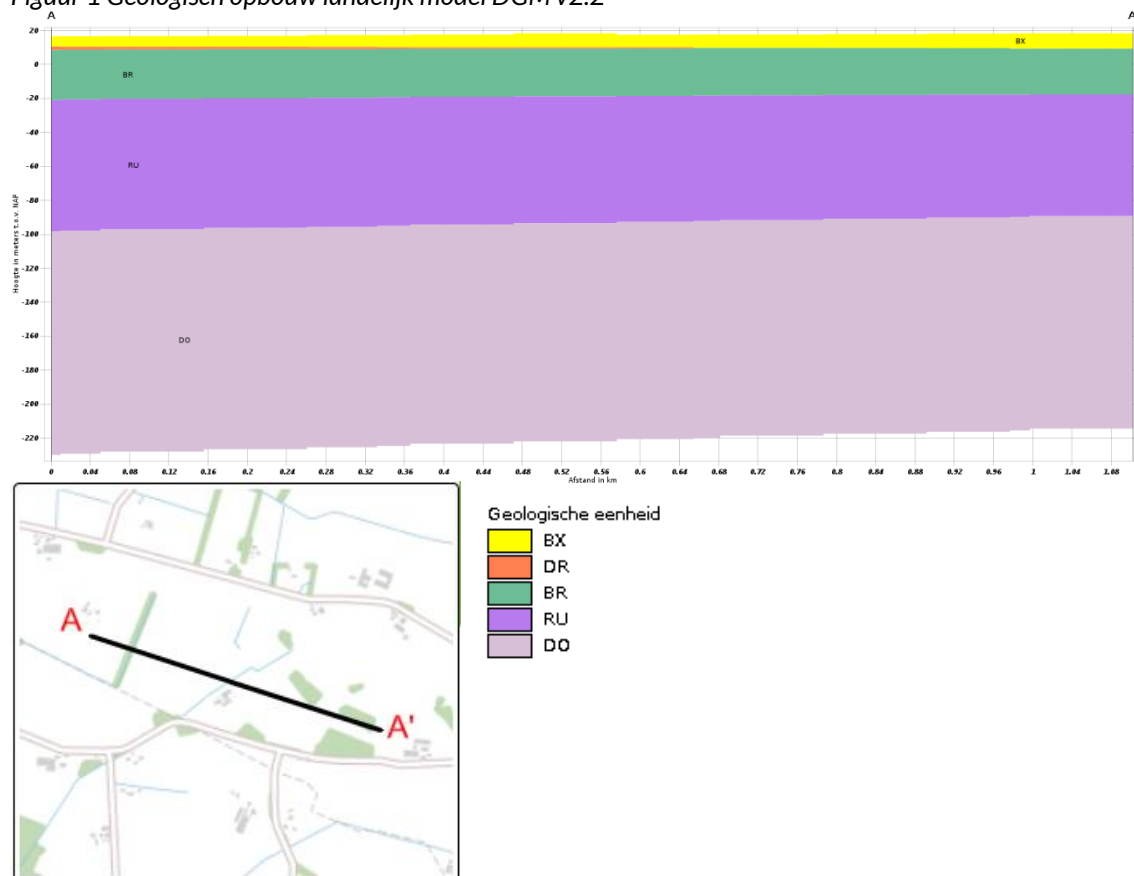 Figuur 1 Geologisch opbouw landelijk model DGM v2.2
A A
20
BX
0
BR
-20
-40
RU
-60
-80
-100
-120
-140
DO
-160
-180
-200
-220
Hoogte in meters t.o.v. NAP
0 0.04 0.08 0.12 0.16 0.2 0.24 0.28 0.32 0.36 0.4 0.44 0.48 0.52 0.56 0.6 0.64 0.68 0.72 0.76 0.8 0.84 0.88 0.92 0.96 1 1.04 1.08
Afstand in km
A
A'
Geologische eenheid
BX
DR
BR
RU
DO